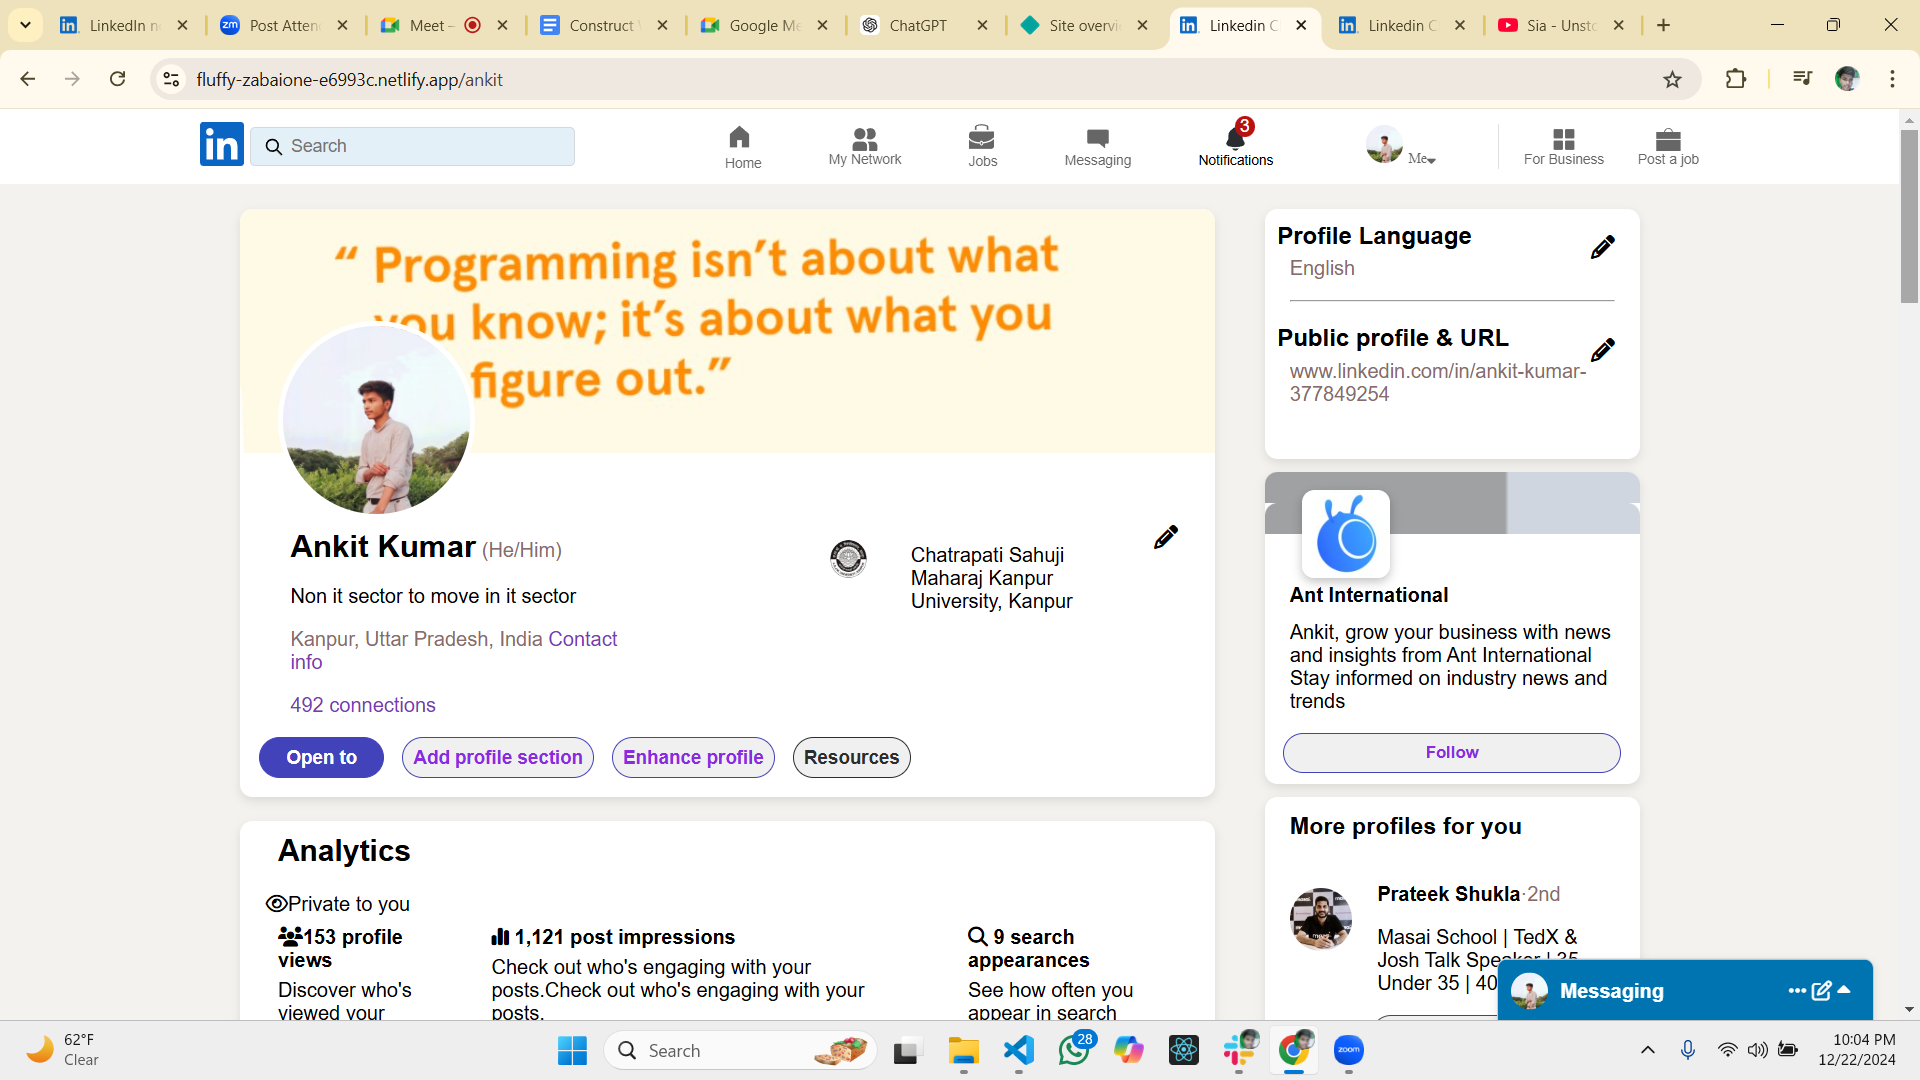 LinkedIn n
Post Atten
Meet –
Construct
Google Me
ChatGPT
Site overvi
Linkedin C
Linkedin C
Sia - Unsto
fluffy-zabaione-e6993c.netlify.app/ankit
in
Search
Home
My Network
Jobs
Messaging
3
Notifications
Me
For Business
Post a job
“ Programming isn’t about what
you know; it’s about what you
figure out.”
Ankit Kumar (He/Him)
Non it sector to move in it sector
Kanpur, Uttar Pradesh, India Contact
info
492 connections
Chatrapati Sahuji
Maharaj Kanpur
University, Kanpur
Open to
Add profile section
Enhance profile
Resources
Analytics
Private to you
153 profile
views
Discover who's
viewed your
1,121 post impressions
Check out who's engaging with your
posts.Check out who's engaging with your
posts.
9 search
appearances
See how often you
appear in search
Profile Language
English
Public profile & URL
www.linkedin.com/in/ankit-kumar-
377849254
Ant International
Ankit, grow your business with news
and insights from Ant International
Stay informed on industry news and
trends
Follow
More profiles for you
Prateek Shukla·2nd
Masai School | TedX &
Josh Talk Speaker | 35
Under 35 | 40
Messaging
62°F
Clear
Search
28
zoom
10:04 PM
12/22/2024